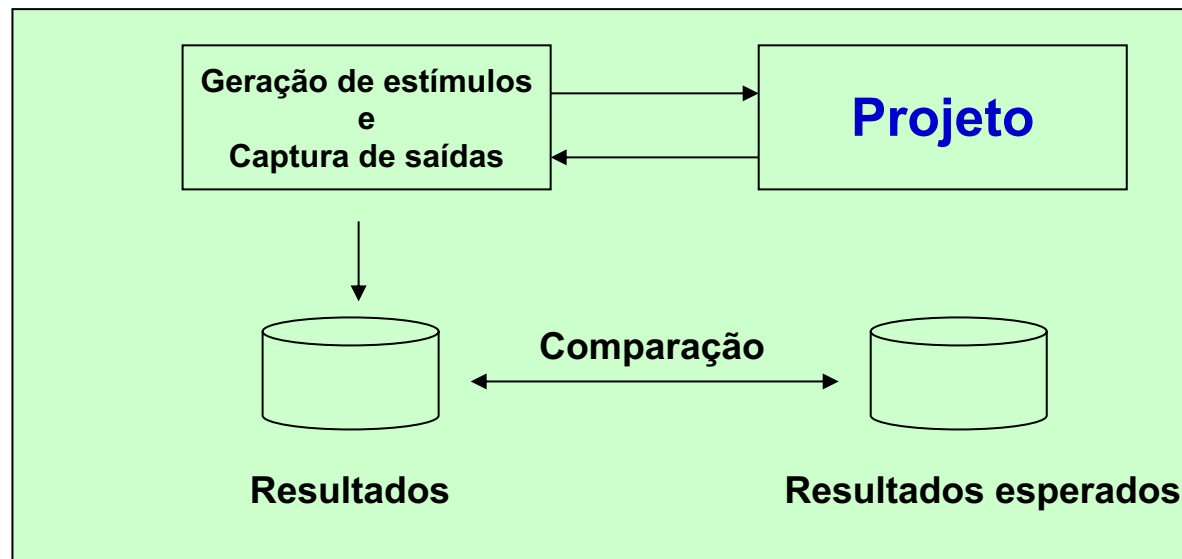 Geração de estímulos
e
Captura de saídas
Projeto
Comparação
Resultados
Resultados esperados